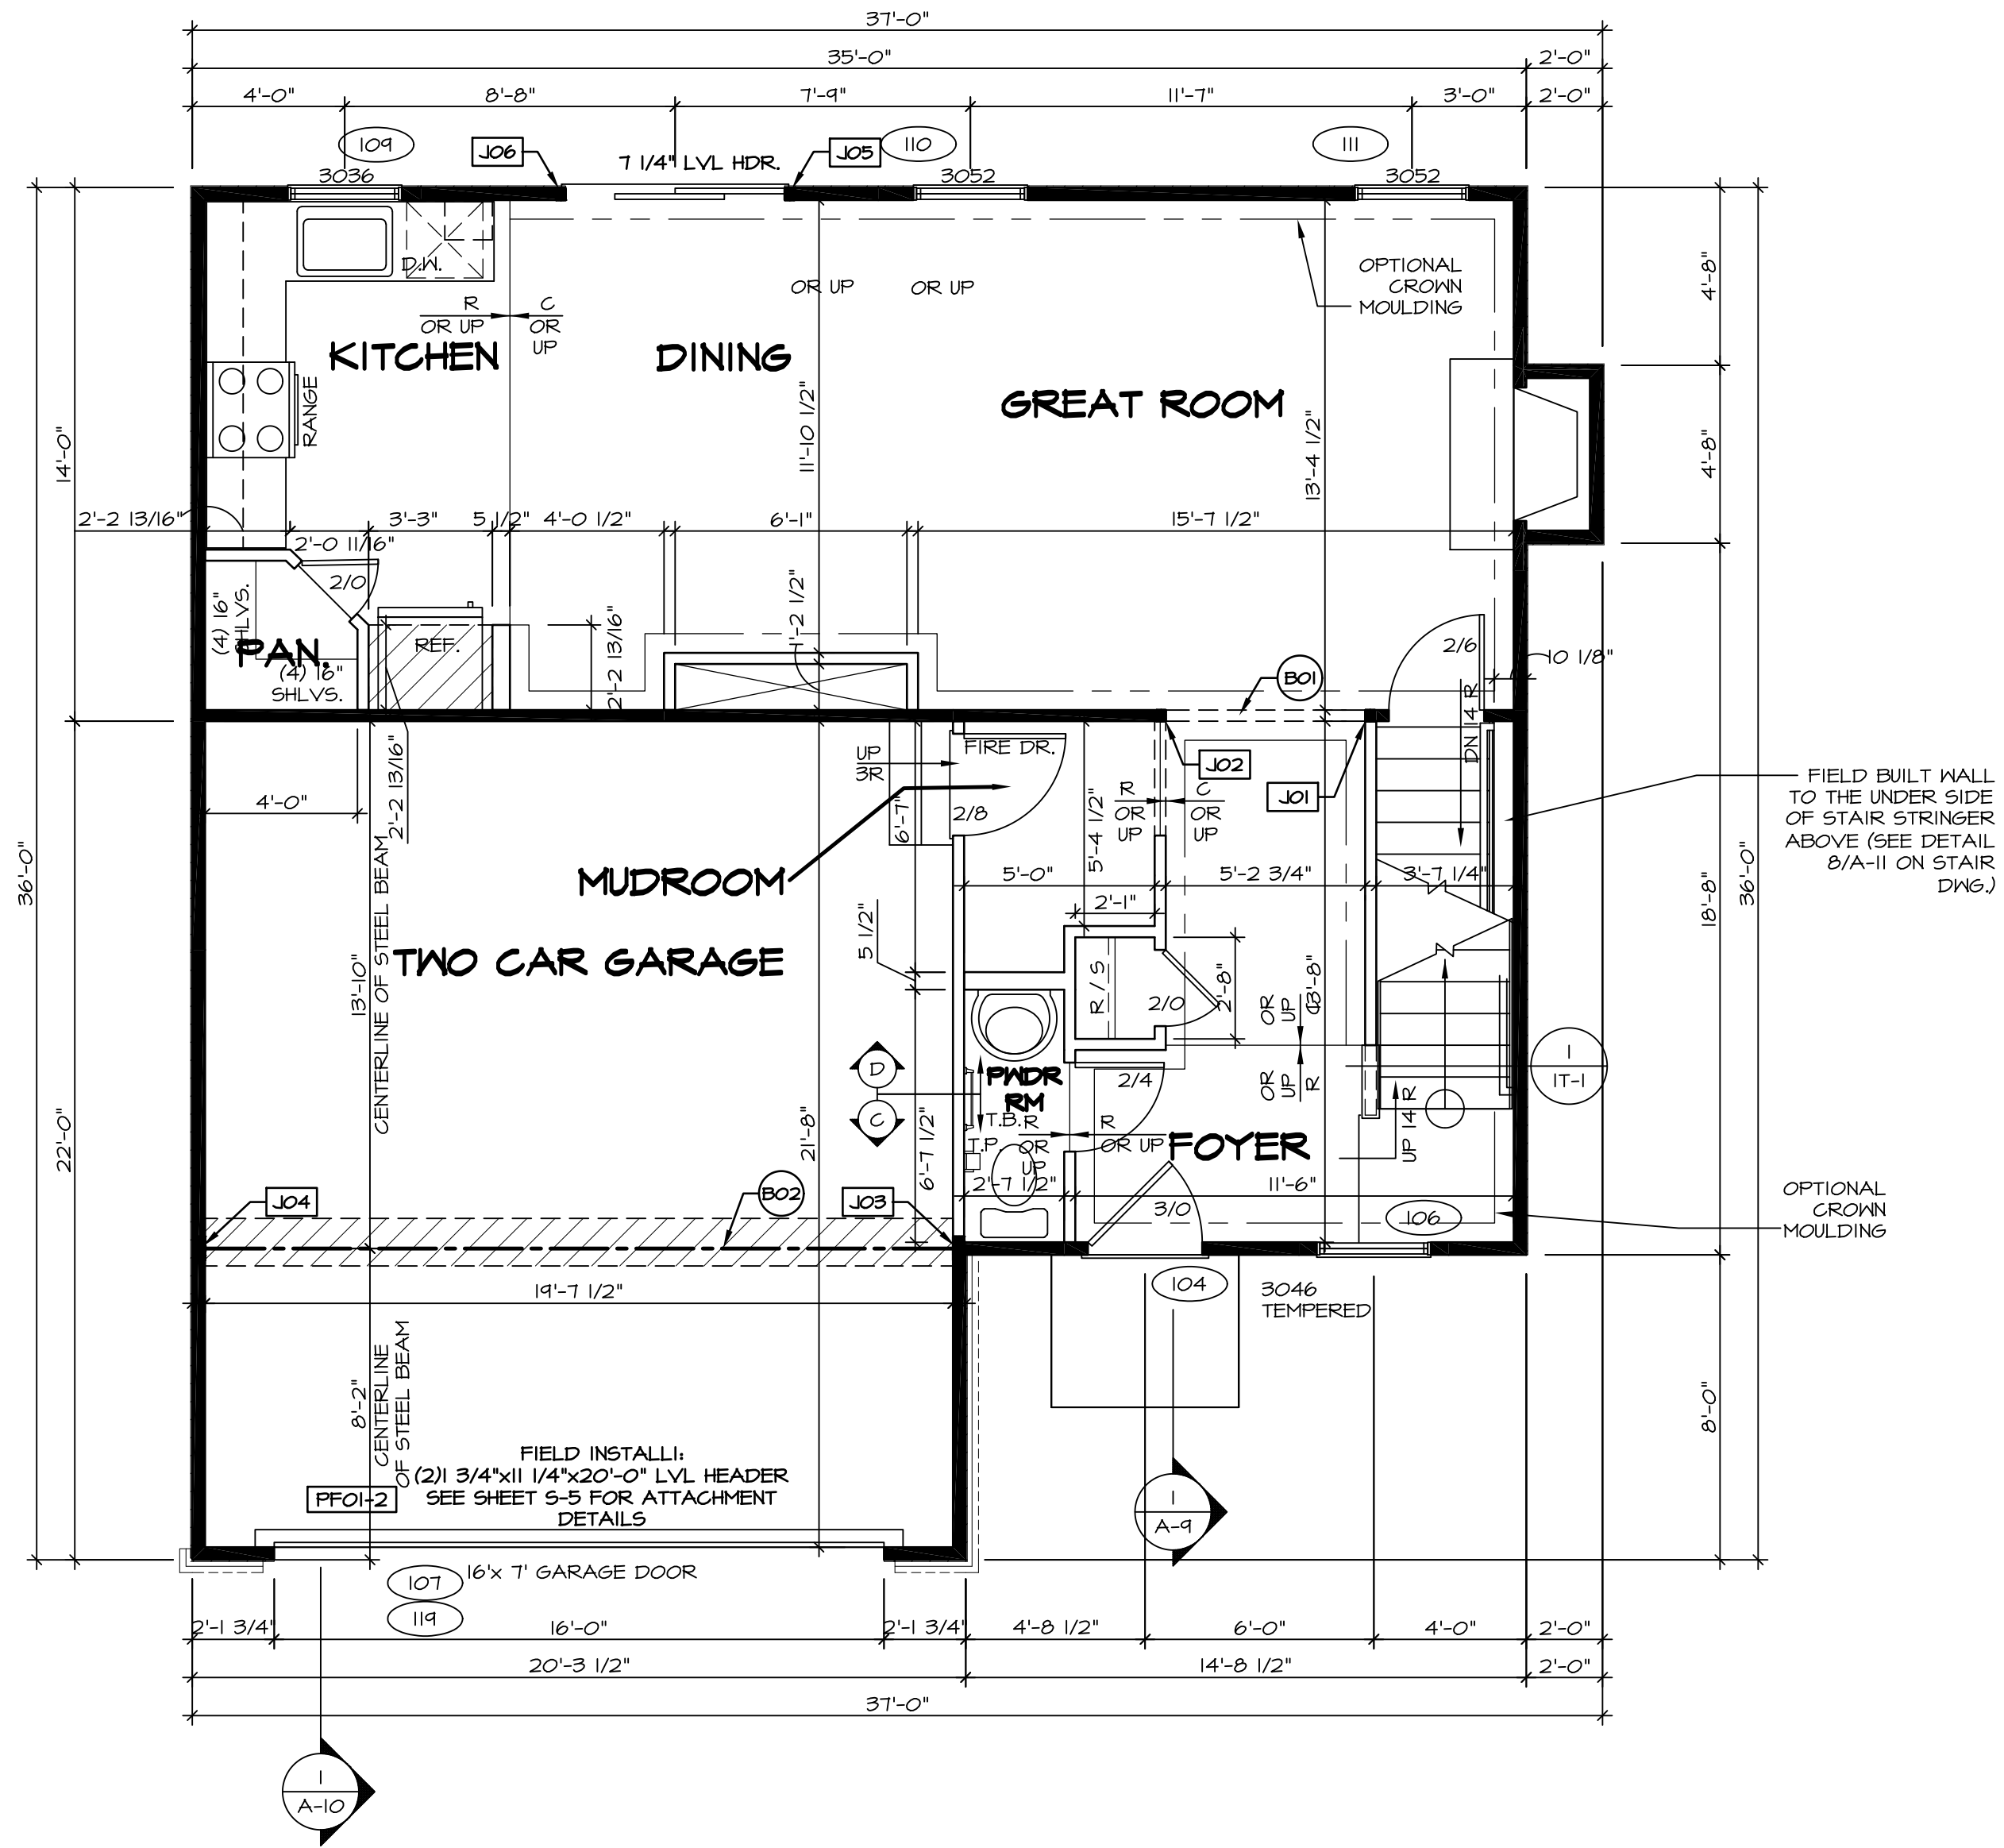 37'-0"
35'-0"
2'-0"
4'-0"
8'-8"
7'-9"
11'-7"
3'-0"
2'-0"
109
J06
7 1/4" LVL HDR.
J05
110
111
3036
3052
3052
D.W.
OPTIONAL
CROWN
MOULDING
4'-8"
R
OR UP
C
OR
UP
OR UP
OR UP
KITCHEN
DINING
GREAT ROOM
RANGE
11'-10 1/2"
13'-4 1/2"
14'-0"
4'-8"
2'-2 13/16"
3'-3"
5 1/2"
4'-0 1/2"
6'-1"
15'-7 1/2"
2'-0 11/16"
2/0
(4) 16"
SHLVS.
PAN.
(4) 16"
SHLVS.
REF.
2'-2 13/16"
1'-2 1/2"
2/6
10 1/8"
B01
DN 14 R
2'-2 13/16"
UP
3R
FIRE DR.
J02
J01
FIELD BUILT WALL
TO THE UNDER SIDE
OF STAIR STRINGER
ABOVE (SEE DETAIL
8/A-11 ON STAIR
DWG.)
4'-0"
6'-7"
2/8
5'-4 1/2"
R
OR
UP
C
OR
UP
36'-0"
36'-0"
18'-8"
MUDROOM
5'-0"
5'-2 3/4"
3'-7 1/4"
2'-1"
5 1/2"
TWO CAR GARAGE
13'-10"
CENTERLINE OF STEEL BEAM
R / S
2/0
2'-8"
OR
UP
C
13'-8"
OR
UP
R
22'-0"
21'-8"
D
C
PWDR
RM
2/4
1
IT-1
T.B.
T.P.
R
OR
UP
R
OR UP
FOYER
UP 14 R
6'-7 1/2"
2'-7 1/2"
11'-6"
3/0
106
OPTIONAL
CROWN
MOULDING
J04
B02
J03
104
3046
TEMPERED
19'-7 1/2"
8'-2"
CENTERLINE
OF STEEL BEAM
8'-0"
FIELD INSTALLI:
(2)1 3/4"x11 1/4"x20'-0" LVL HEADER
SEE SHEET S-5 FOR ATTACHMENT
DETAILS
PF01-2
1
A-9
107
16'x 7' GARAGE DOOR
119
2'-1 3/4"
16'-0"
2'-1 3/4"
4'-8 1/2"
6'-0"
4'-0"
2'-0"
20'-3 1/2"
14'-8 1/2"
2'-0"
37'-0"
1
A-10